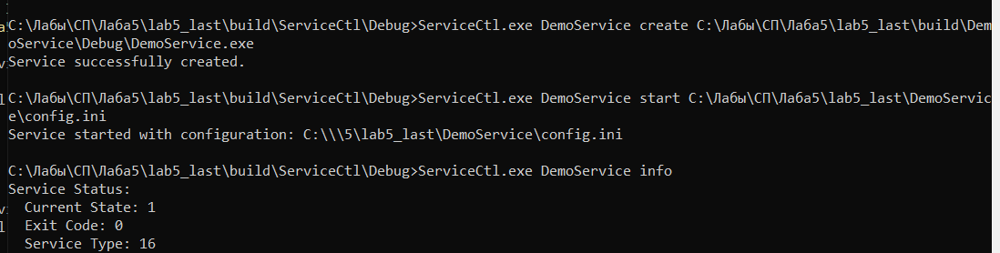 C:\Лабы\СП\Лаба5\lab5_last\build\ServiceCtl\Debug>ServiceCtl.exe DemoService create C:\Лабы\СП\Лаба5\lab5_last\build\Dem
oService\Debug\DemoService.exe
Service successfully created.
C:\Лабы\СП\Лаба5\lab5_last\build\ServiceCtl\Debug>ServiceCtl.exe DemoService start C:\Лабы\СП\Лаба5\lab5_last\DemoServic
e\config.ini
Service started with configuration: C:\\\5\lab5_last\DemoService\config.ini
C:\Лабы\СП\Лаба5\lab5_last\build\ServiceCtl\Debug>ServiceCtl.exe DemoService info
Service Status:
Current State: 1
Exit Code: 0
Service Type: 16